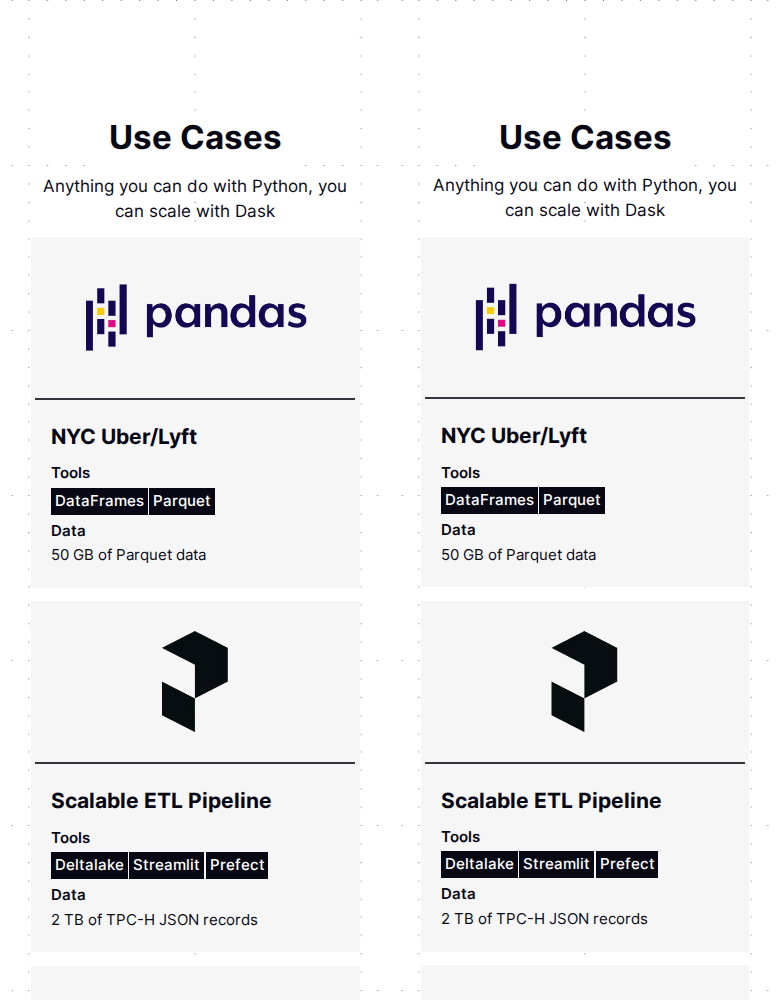 Use Cases
Anything you can do with Python, you
can scale with Dask
pandas
NYC Uber/Lyft
Tools
DataFrames Parquet
Data
50 GB of Parquet data
Scalable ETL Pipeline
Tools
Deltalake Streamlit Prefect
Data
2 TB of TPC-H JSON records
Use Cases
Anything you can do with Python, you
can scale with Dask
pandas
NYC Uber/Lyft
Tools
DataFrames Parquet
Data
50 GB of Parquet data
Scalable ETL Pipeline
Tools
Deltalake Streamlit Prefect
Data
2 TB of TPC-H JSON records